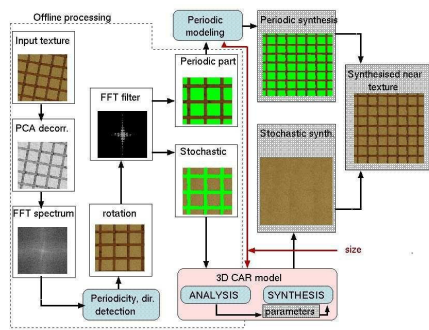 Offline processing
Input texture
PCA decorr.
FFT spectrum
Periodicity, dir.
detection
rotation
FFT filter
Periodic
modeling
Periodic part
Stochastic
Periodic synthesis
Stochastic synth.
Synthesised near
texture
size
3D CAR model
ANALYSIS
SYNTHESIS
parameters